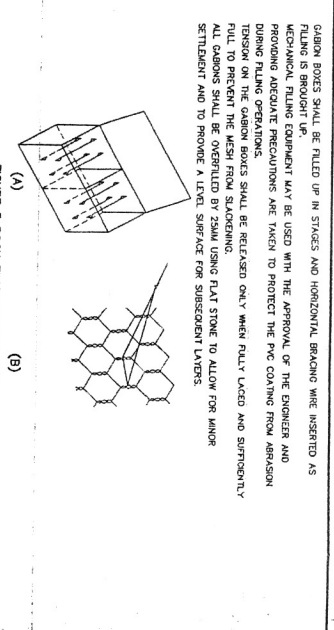 GABION BOXES SHALL BE FILLED UP IN STAGES AND HORIZONTAL BRACING WIRE INSERTED AS
FILLING IS BROUGHT UP.
MECHANICAL FILLING EQUIPMENT MAY BE USED WITH THE APPROVAL OF THE ENGINEER AND
PROVIDING ADEQUATE PRECAUTIONS ARE TAKEN TO PROTECT THE PVC COATING FROM ABRASION
DURING FILLING OPERATIONS.
TENSION ON THE GABION BOXES SHALL BE RELEASED ONLY WHEN FULLY LACED AND SUFFICIENTLY
FULL TO PREVENT THE MESH FROM SLACKENING.
ALL GABIONS SHALL BE OVERFILLED BY 25MM USING FLAT STONE TO ALLOW FOR MINOR
SETTLEMENT AND TO PROVIDE A LEVEL SURFACE FOR SUBSEQUENT LAYERS.
(A)
(B)